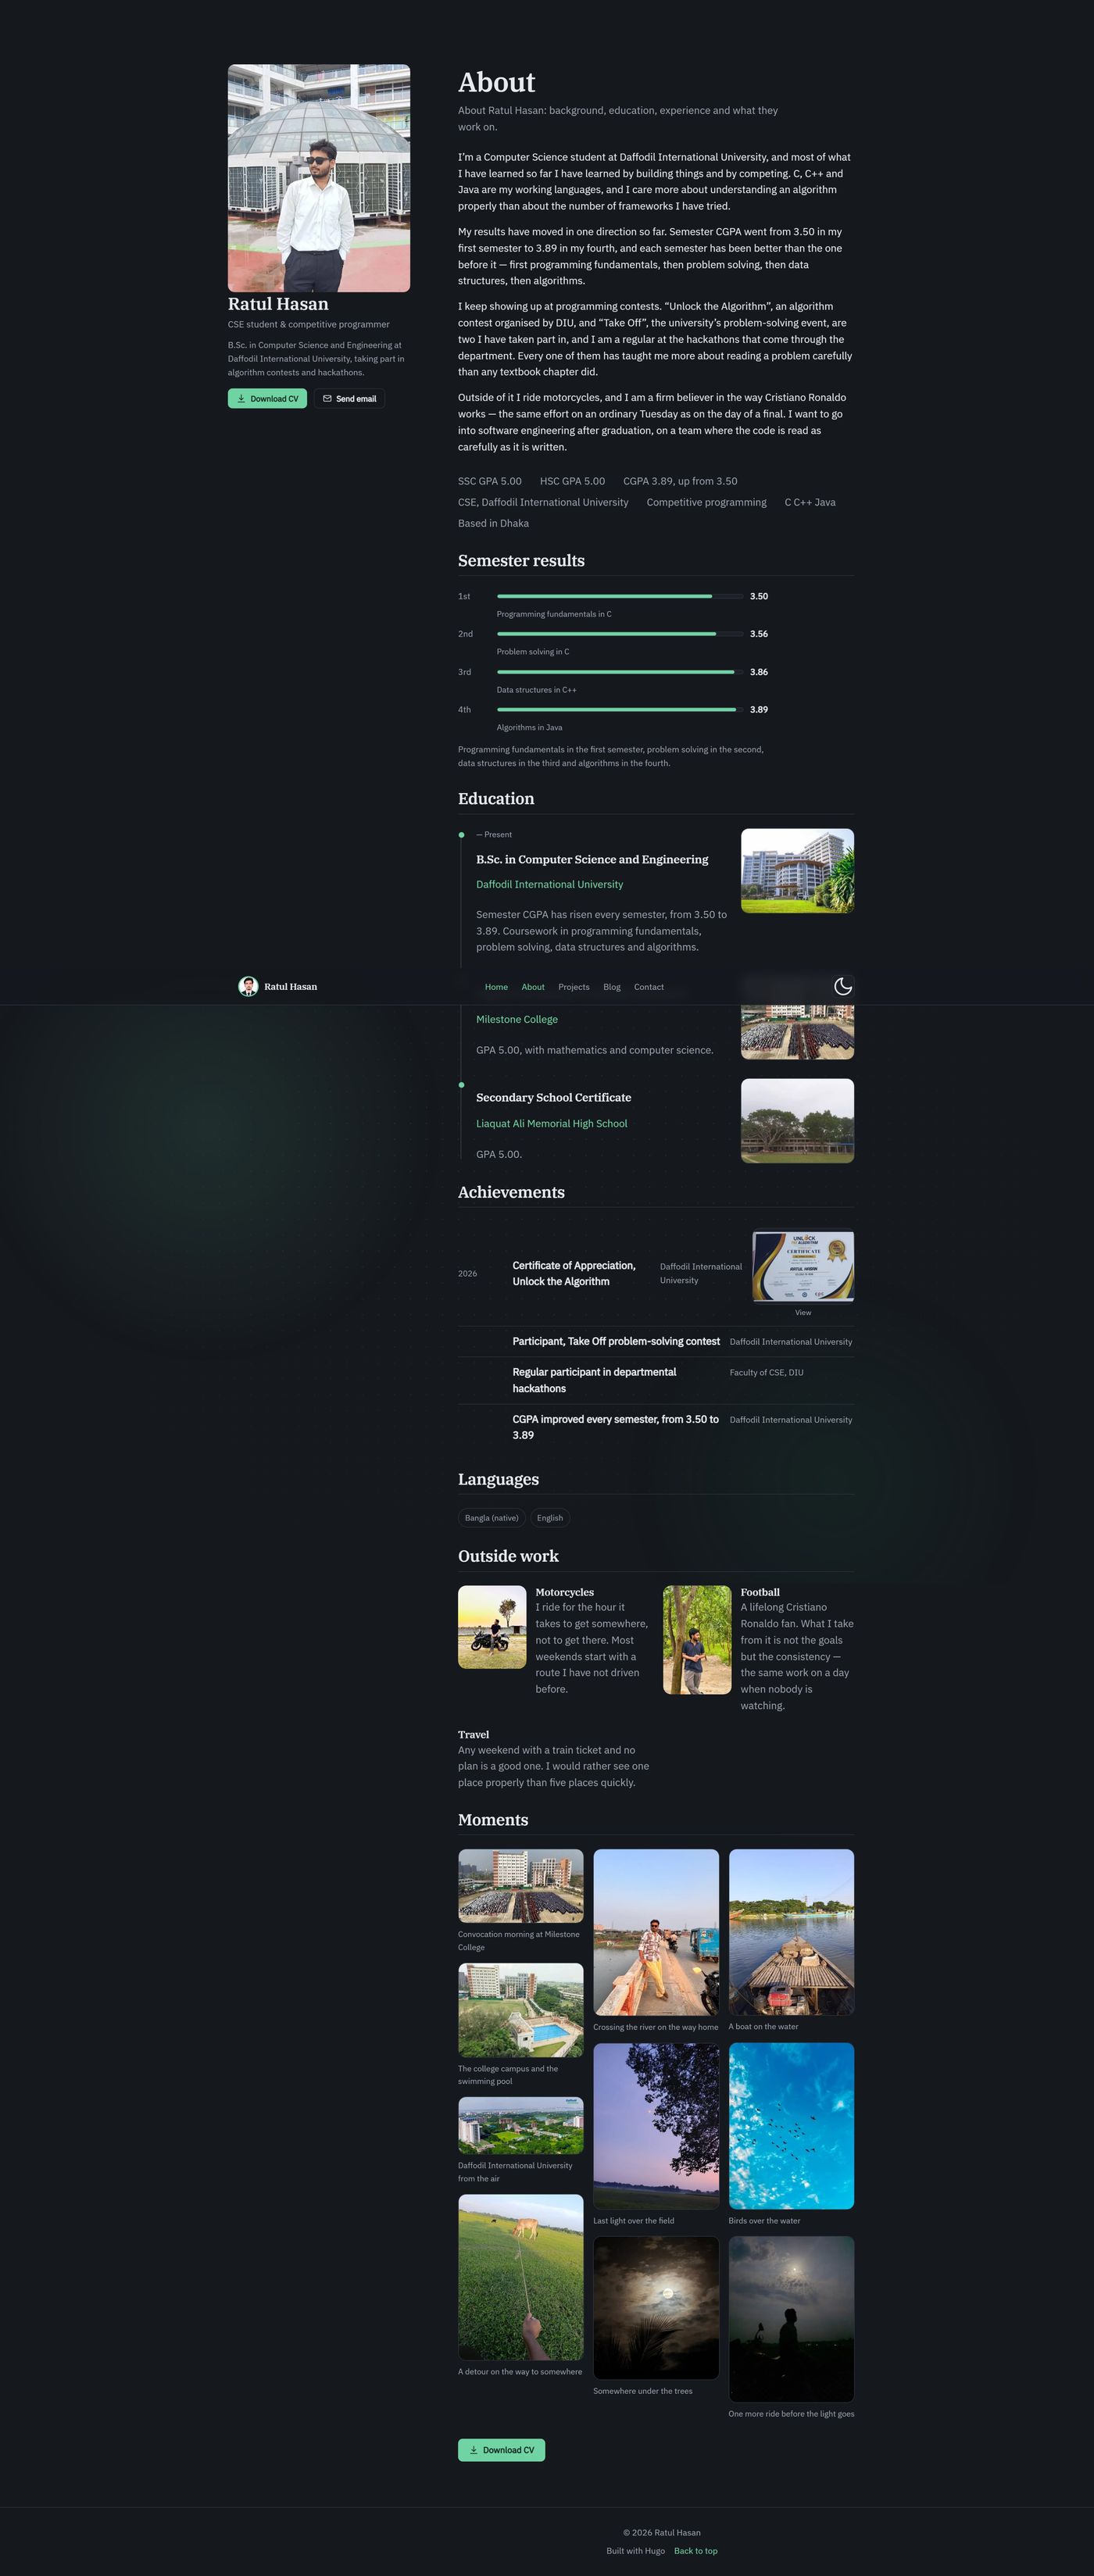 About
About Ratul Hasan: background, education, experience and what they
work on.
I'm a Computer Science student at Daffodil International University, and most of what
I have learned so far I have learned by building things and by competing. C, C++ and
Java are my working languages, and I care more about understanding an algorithm
properly than about the number of frameworks I have tried.
My results have moved in one direction so far. Semester CGPA went from 3.50 in my
first semester to 3.89 in my fourth, and each semester has been better than the one
before it — first programming fundamentals, then problem solving, then data
structures, then algorithms.
I keep showing up at programming contests. “Unlock the Algorithm”, an algorithm
contest organised by DIU, and “Take Off”, the university’s problem-solving event, are
two I have taken part in, and I am a regular at the hackathons that come through the
department. Every one of them has taught me more about reading a problem carefully
than any textbook chapter did.
Outside of it I ride motorcycles, and I am a firm believer in the way Cristiano Ronaldo
works — the same effort on an ordinary Tuesday as on the day of a final. I want to go
into software engineering after graduation, on a team where the code is read as
carefully as it is written.
Ratul Hasan
CSE student & competitive programmer
B.Sc. in Computer Science and Engineering at
Daffodil International University, taking part in
algorithm contests and hackathons.
Download CV
Send email
SSC GPA 5.00 HSC GPA 5.00 CGPA 3.89, up from 3.50
CSE, Daffodil International University Competitive programming C C++ Java
Based in Dhaka
Semester results
1st 3.50
Programming fundamentals in C
2nd 3.56
Problem solving in C
3rd 3.86
Data structures in C++
4th 3.89
Algorithms in Java
Programming fundamentals in the first semester, problem solving in the second,
data structures in the third and algorithms in the fourth.
Education
— Present
B.Sc. in Computer Science and Engineering
Daffodil International University
Semester CGPA has risen every semester, from 3.50 to
3.89. Coursework in programming fundamentals,
problem solving, data structures and algorithms.
Ratul Hasan Home About Projects Blog Contact
Milestone College
GPA 5.00, with mathematics and computer science.
Secondary School Certificate
Liaquat Ali Memorial High School
GPA 5.00.
Achievements
2026
Certificate of Appreciation,
Unlock the Algorithm
Daffodil International
University
UNLOCK
ALGORITHM
CERTIFICATE
RATUL HASAN
View
Participant, Take Off problem-solving contest Daffodil International University
Regular participant in departmental
hackathons
Faculty of CSE, DIU
CGPA improved every semester, from 3.50 to
3.89
Daffodil International University
Languages
Bangla (native) English
Outside work
Motorcycles
I ride for the hour it
takes to get somewhere,
not to get there. Most
weekends start with a
route I have not driven
before.
Football
A lifelong Cristiano
Ronaldo fan. What I take
from it is not the goals
but the consistency —
the same work on a day
when nobody is
watching.
Travel
Any weekend with a train ticket and no
plan is a good one. I would rather see one
place properly than five places quickly.
Moments
Convocation morning at Milestone
College
The college campus and the
swimming pool
Daffodil International University
from the air
A detour on the way to somewhere
Crossing the river on the way home
Last light over the field
Somewhere under the trees
A boat on the water
Birds over the water
One more ride before the light goes
Download CV
© 2026 Ratul Hasan
Built with Hugo Back to top